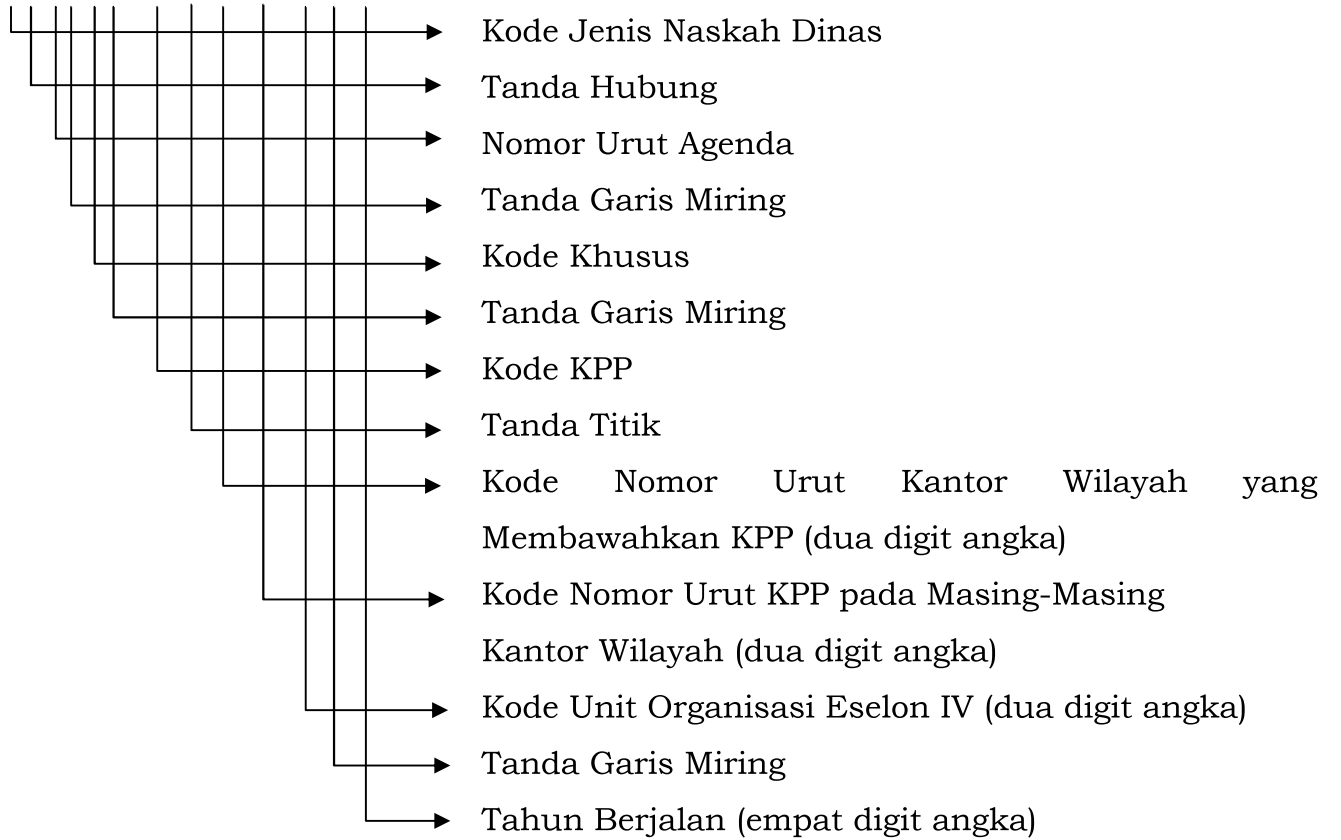 Kode Jenis Naskah Dinas
Tanda Hubung
Nomor Urut Agenda
Tanda Garis Miring
Kode Khusus
Tanda Garis Miring
Kode KPP
Tanda Titik
Kode Nomor Urut Kantor Wilayah yang
Membawahkan KPP (dua digit angka)
Kode Nomor Urut KPP pada Masing-Masing
Kantor Wilayah (dua digit angka)
Kode Unit Organisasi Eselon IV (dua digit angka)
Tanda Garis Miring
Tahun Berjalan (empat digit angka)